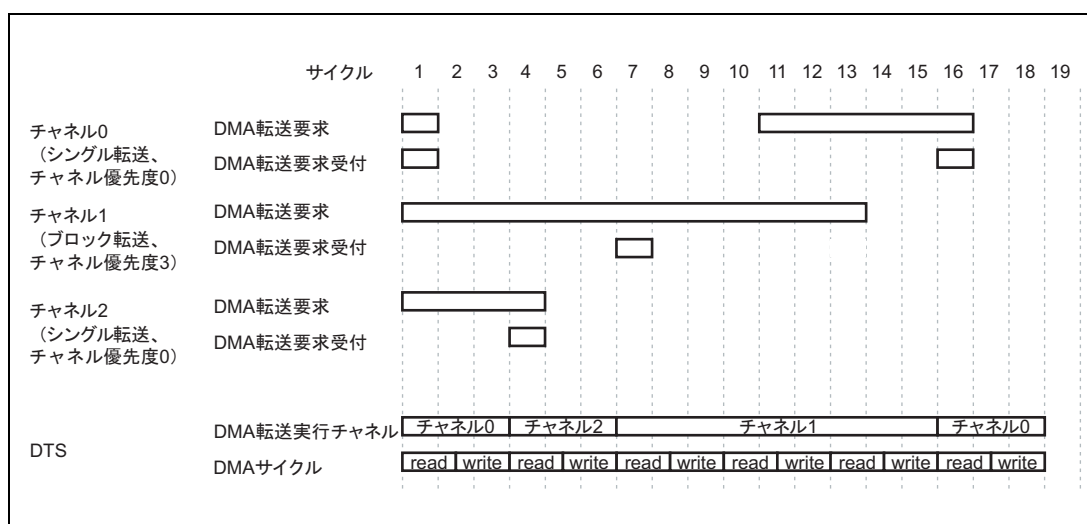 サイクル 1 2 3 4 5 6 7 8 9 10 11 12 13 14 15 16 17 18 19
チャネル0
（シングル転送、
チャネル優先度0）
DMA転送要求
DMA転送要求受付
チャネル1
（ブロック転送、
チャネル優先度3）
DMA転送要求
DMA転送要求受付
チャネル2
（シングル転送、
チャネル優先度0）
DMA転送要求
DMA転送要求受付
DTS
DMA転送実行チャネル チャネル0 チャネル2 チャネル1 チャネル0
DMAサイクル read write read write read write read write read write read write